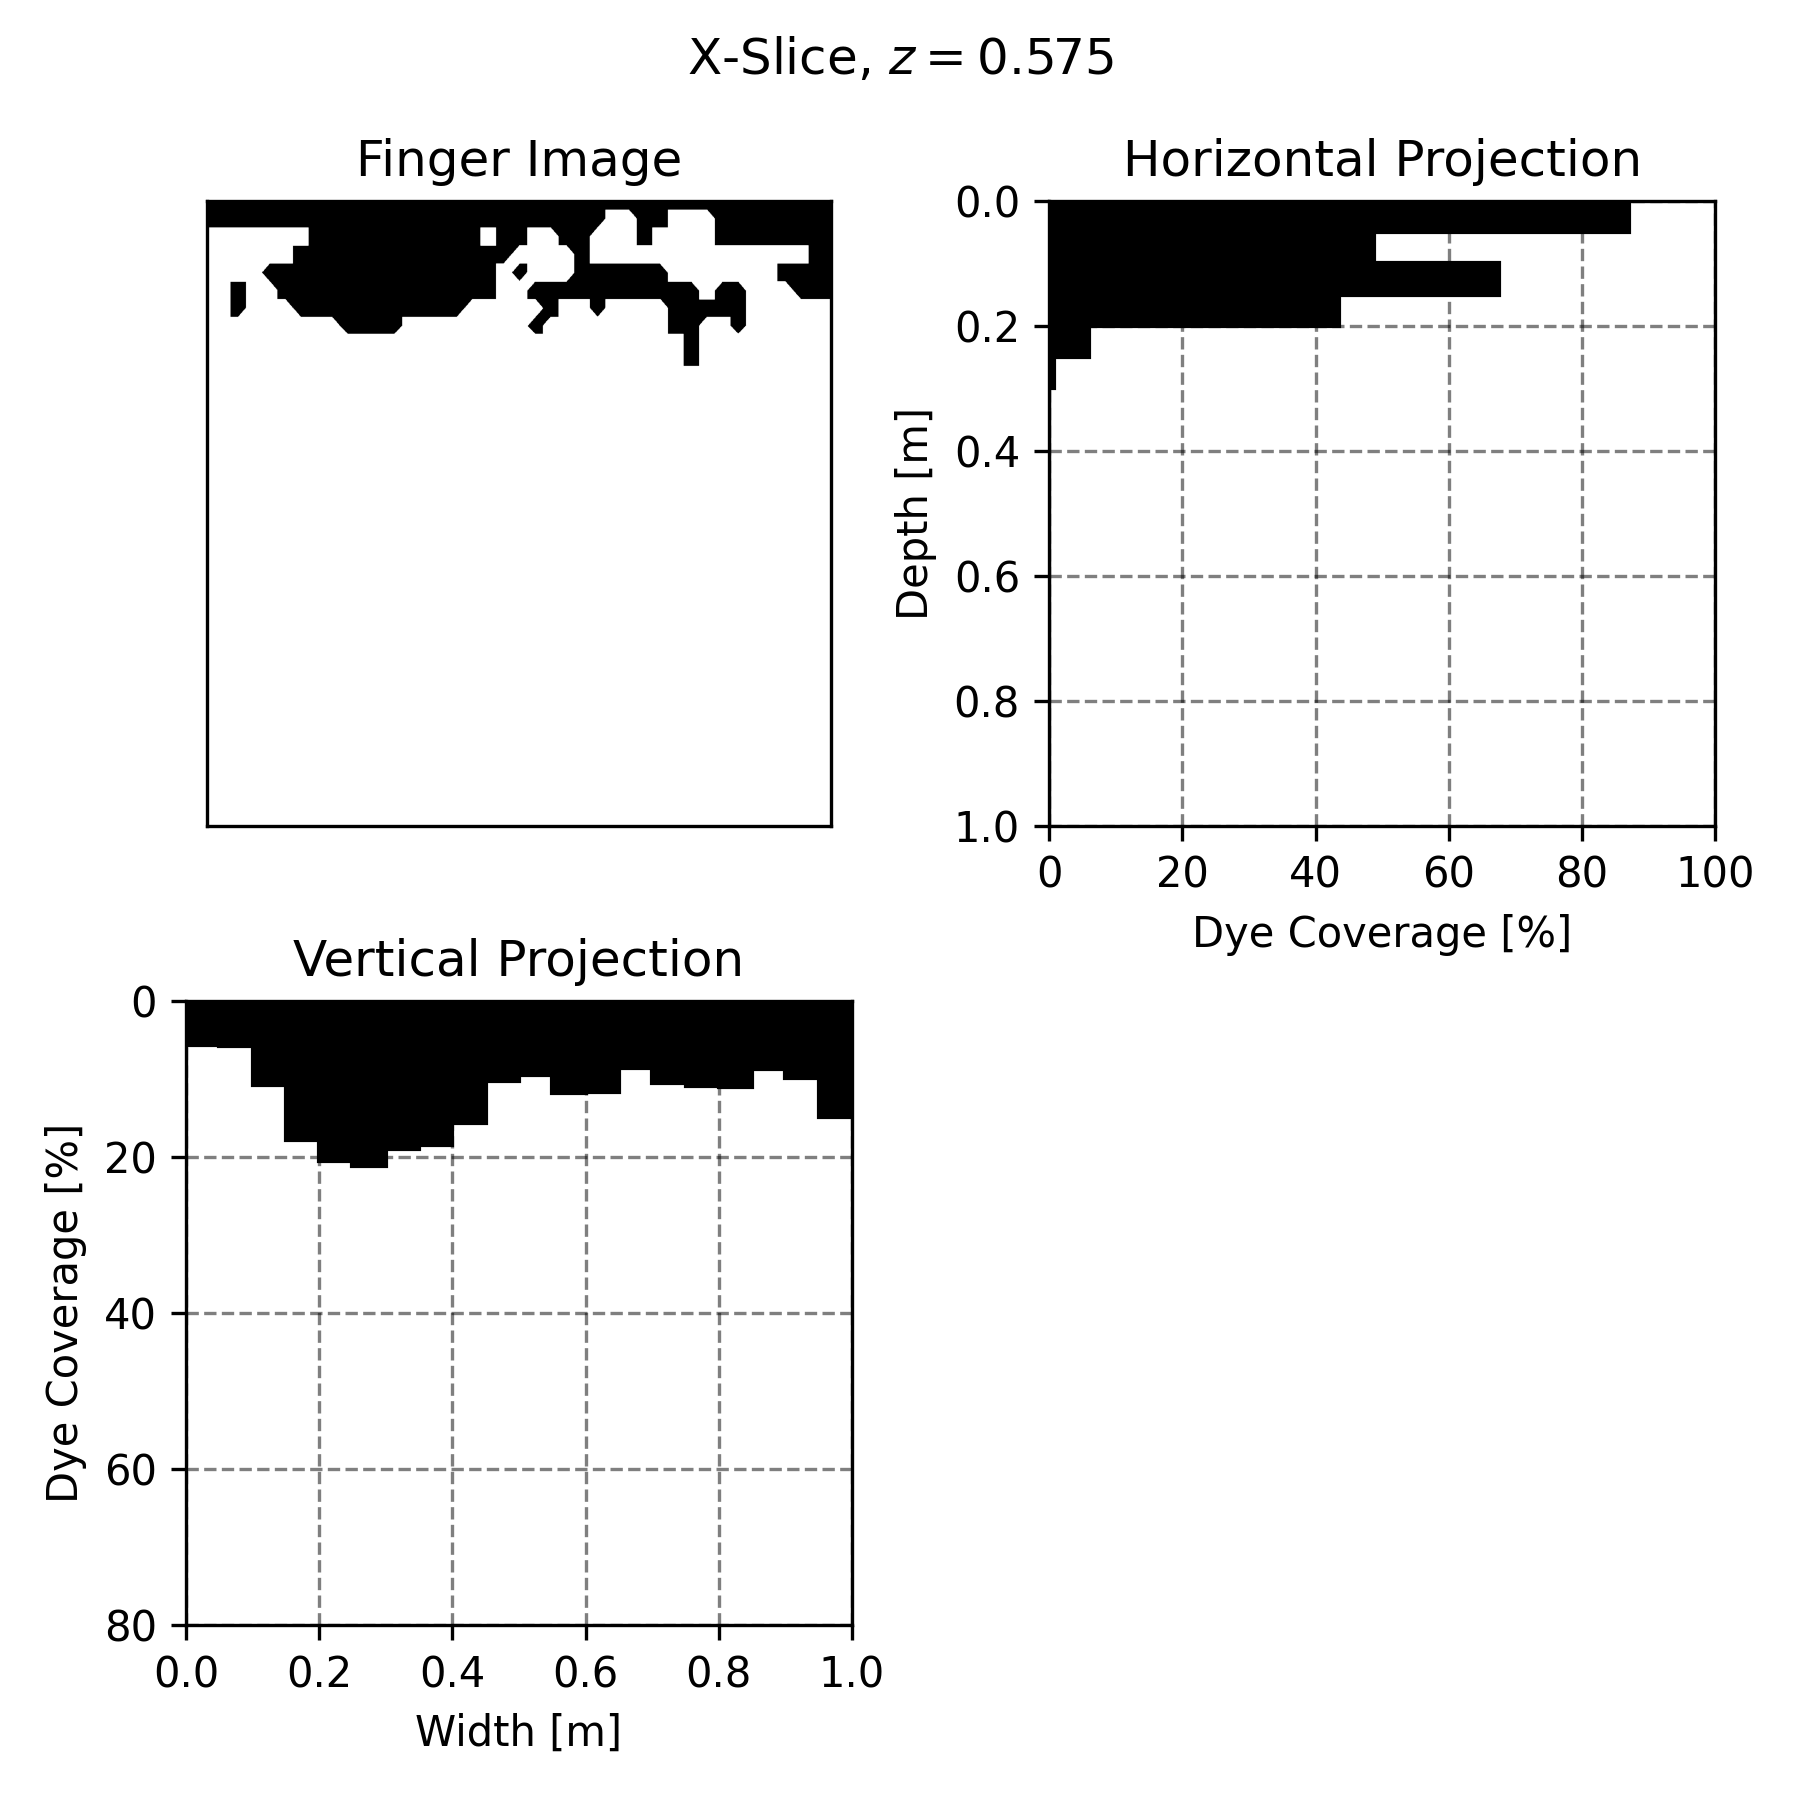 X-Slice, z = 0.575
Finger Image
Horizontal Projection
0.0
0.2
0.4
0.6
0.8
1.0
Depth [m]
0 20 40 60 80 100
Dye Coverage [%]
Vertical Projection
0
20
40
60
80
Dye Coverage [%]
0.0 0.2 0.4 0.6 0.8 1.0
Width [m]